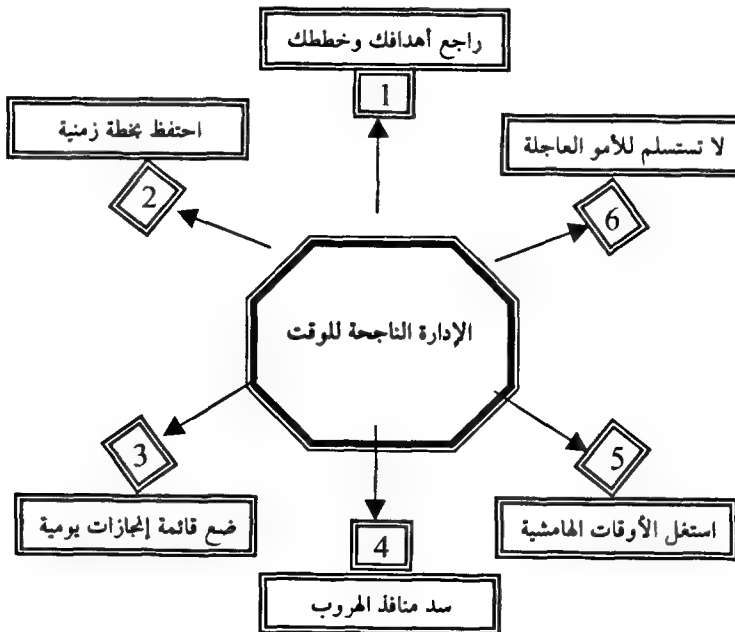 راجع أهدافك وخططك
1
احتفظ بخطة زمنية
2
لا تستسلم للأمو العاجلة
6
الإدارة الناجحة للوقت
3
ضع قائمة إنجازات يومية
5
استغل الأوقات الهامشية
4
سد منافذ الهروب